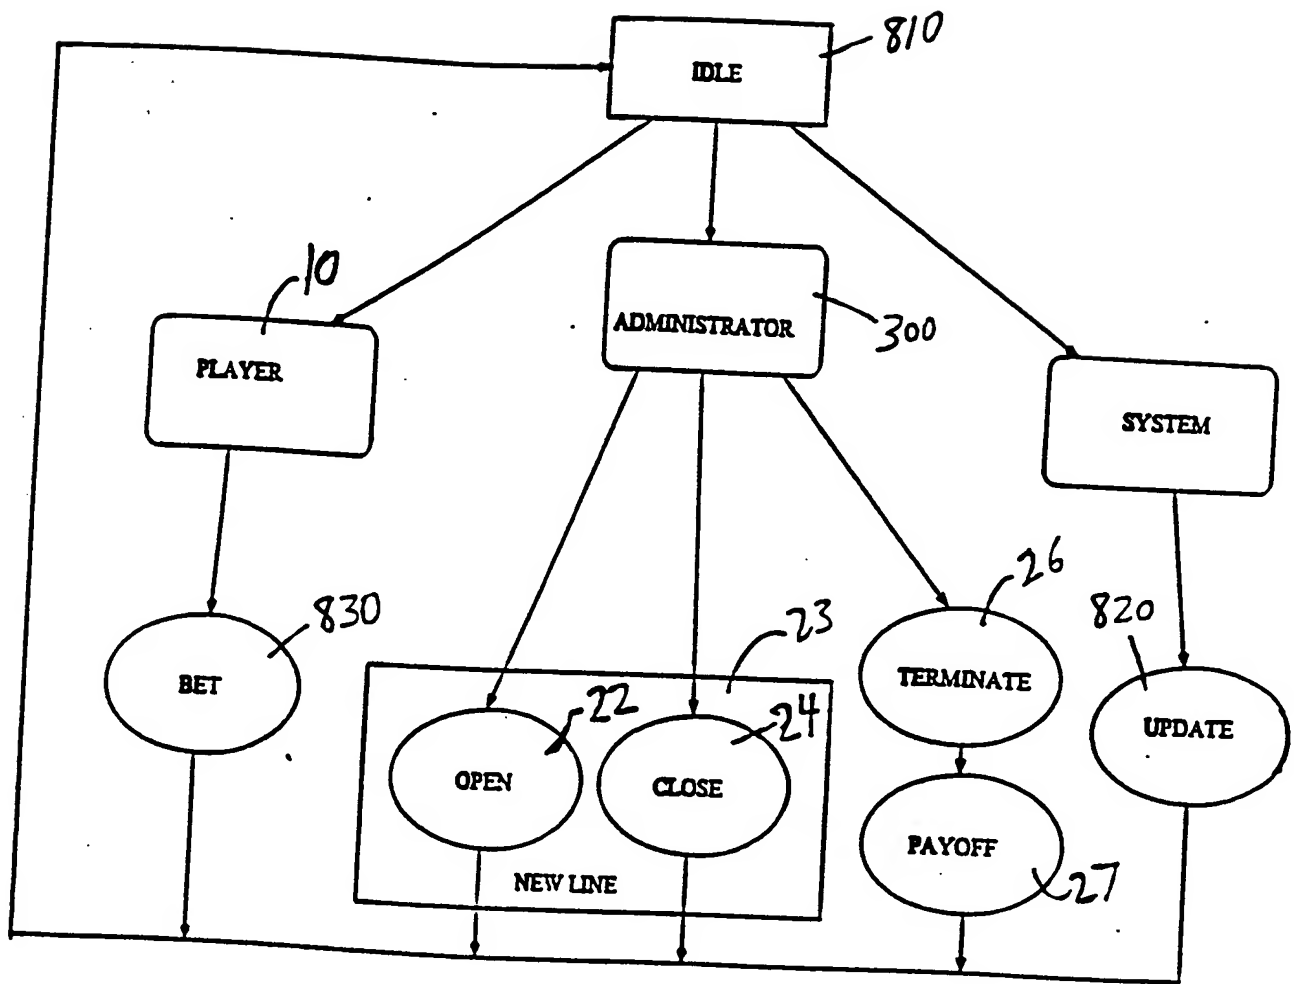 810
IDLE
10
ADMINISTRATOR
300
PLAYER
SYSTEM
26
820
830
23
BET
TERMINATE
22
24
UPDATE
OPEN
CLOSE
PAYOFF
NEW LINE
27